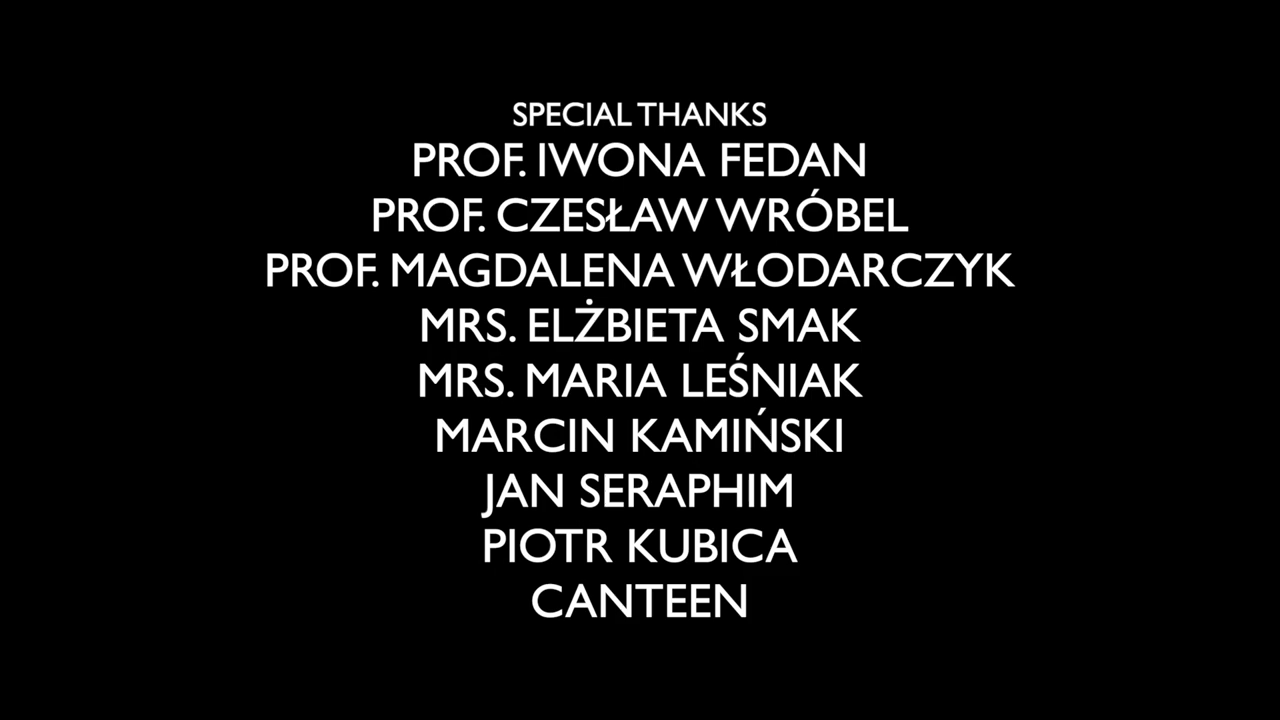 SPECIAL THANKS
PROF. IWONA FEDAN
PROF. CZESŁAW WRÓBEL
PROF. MAGDALENA WŁODARCZYK
MRS. ELŻBIETA SMAK
MRS. MARIA LEŚNIAK
MARCIN KAMIŃSKI
JAN SERAPHIM
PIOTR KUBICA
CANTEEN